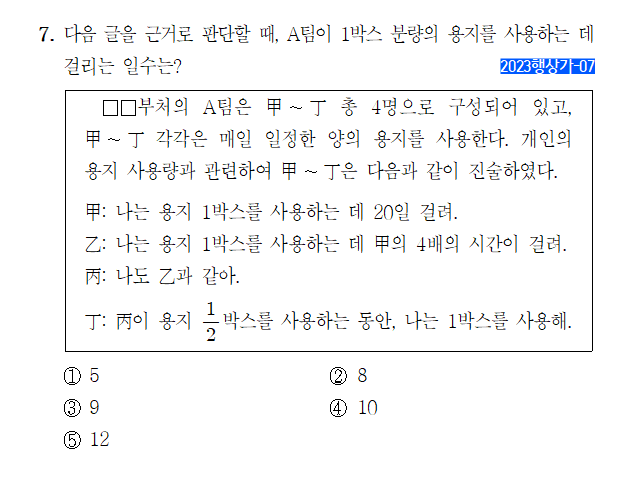 7. 다음 글을 근거로 판단할 때, A팀이 1박스 분량의 용지를 사용하는 데
걸리는 일수는?
2023행상가-07
□□부처의 A팀은 甲～丁 총 4명으로 구성되어 있고,
甲～丁 각각은 매일 일정한 양의 용지를 사용한다. 개인의
용지 사용량과 관련하여 甲～丁은 다음과 같이 진술하였다.
甲: 나는 용지 1박스를 사용하는 데 20일 걸려.
乙: 나는 용지 1박스를 사용하는 데 甲의 4배의 시간이 걸려.
丙: 나도 乙과 같아.
丁: 丙이 용지 1/2박스를 사용하는 동안, 나는 1박스를 사용해.
① 5
② 8
③ 9
④ 10
⑤ 12